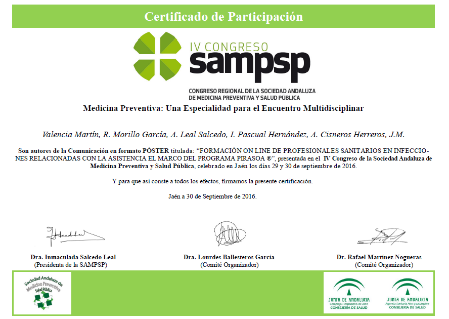 Certificado de Participación
IV CONGRESO
sampsp
CONGRESO REGIONAL DE LA SOCIEDAD ANDALUZA
DE MEDICINA PREVENTIVA Y SALUD PÚBLICA
Medicina Preventiva: Una Especialidad para el Encuentro Multidisciplinar
Valencia Martín, R. Morillo García, A. Leal Salcedo, I. Pascual Hernández, A. Cisneros Herreros, J.M.
Son autores de la Comunicación en formato PÓSTER titulada: "FORMACIÓN ON LINE DE PROFESIONALES SANITARIOS EN INFECCIO-
NES RELACIONADAS CON LA ASISTENCIA EL MARCO DEL PROGRAMA PIRASOA ®", presentada en el IV Congreso de la Sociedad Andaluza de
Medicina Preventiva y Salud Pública, celebrado en Jaén los días 29 y 30 de septiembre de 2016.
Y para que así conste a todos los efectos, firmamos la presente certificación
Jaén a 30 de Septiembre de 2016.
Dra. Inmaculada Salcedo Leal
(Presidenta de la SAMPSP)
Dra. Lourdes Ballesteros García
(Comité Organizador)
Dr. Rafael Martínez Nogueras
(Comité Organizador)
Sociedad Andaluza de
Medicina Preventiva
JUNTA DE ANDALUCIA
CONSEJERÍA DE SALUD
JUNTA DE ANDALUCIA
CONSEJERÍA DE SALUD